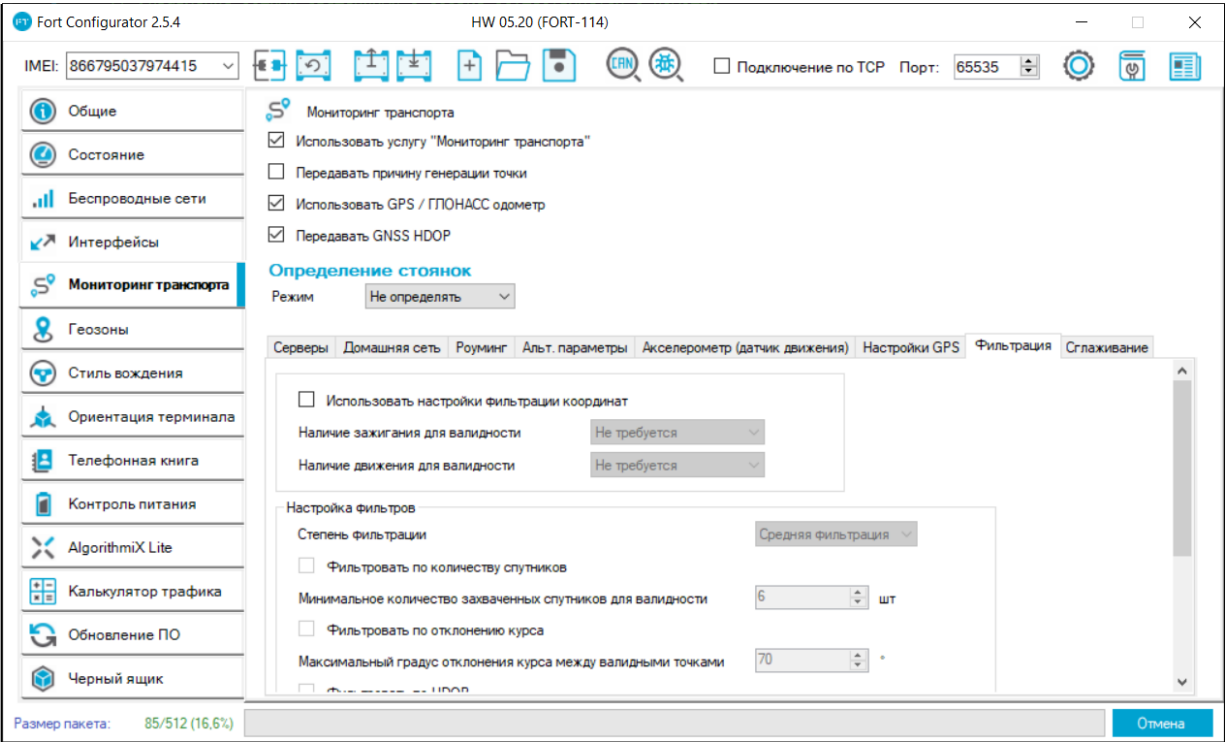 FT Fort Configurator 2.5.4
HW 05.20 (FORT-114)
IMEI: 866795037974415
CAN
Подключение по TCP Порт: 65535
Общие
Состояние
Беспроводные сети
Интерфейсы
Мониторинг транспорта
Геозоны
Стиль вождения
Ориентация терминала
Телефонная книга
Контроль питания
AlgorithmiX Lite
Калькулятор трафика
Обновление ПО
Черный ящик
Мониторинг транспорта
Использовать услугу "Мониторинг транспорта"
Передавать причину генерации точки
Использовать GPS / ГЛОНАСС одометр
Передавать GNSS HDOP
Определение стоянок
Режим Не определять
Серверы Домашняя сеть Роуминг Альт. параметры Акселерометр (датчик движения) Настройки GPS Фильтрация Сглаживание
Использовать настройки фильтрации координат
Наличие зажигания для валидности Не требуется
Наличие движения для валидности Не требуется
Настройка фильтров
Степень фильтрации Средняя фильтрация
Фильтровать по количеству спутников
Минимальное количество захваченных спутников для валидности 6 шт
Фильтровать по отклонению курса
Максимальный градус отклонения курса между валидными точками 70 °
Фильтровать по HDOP
Размер пакета: 85/512 (16,6%)
Отмена